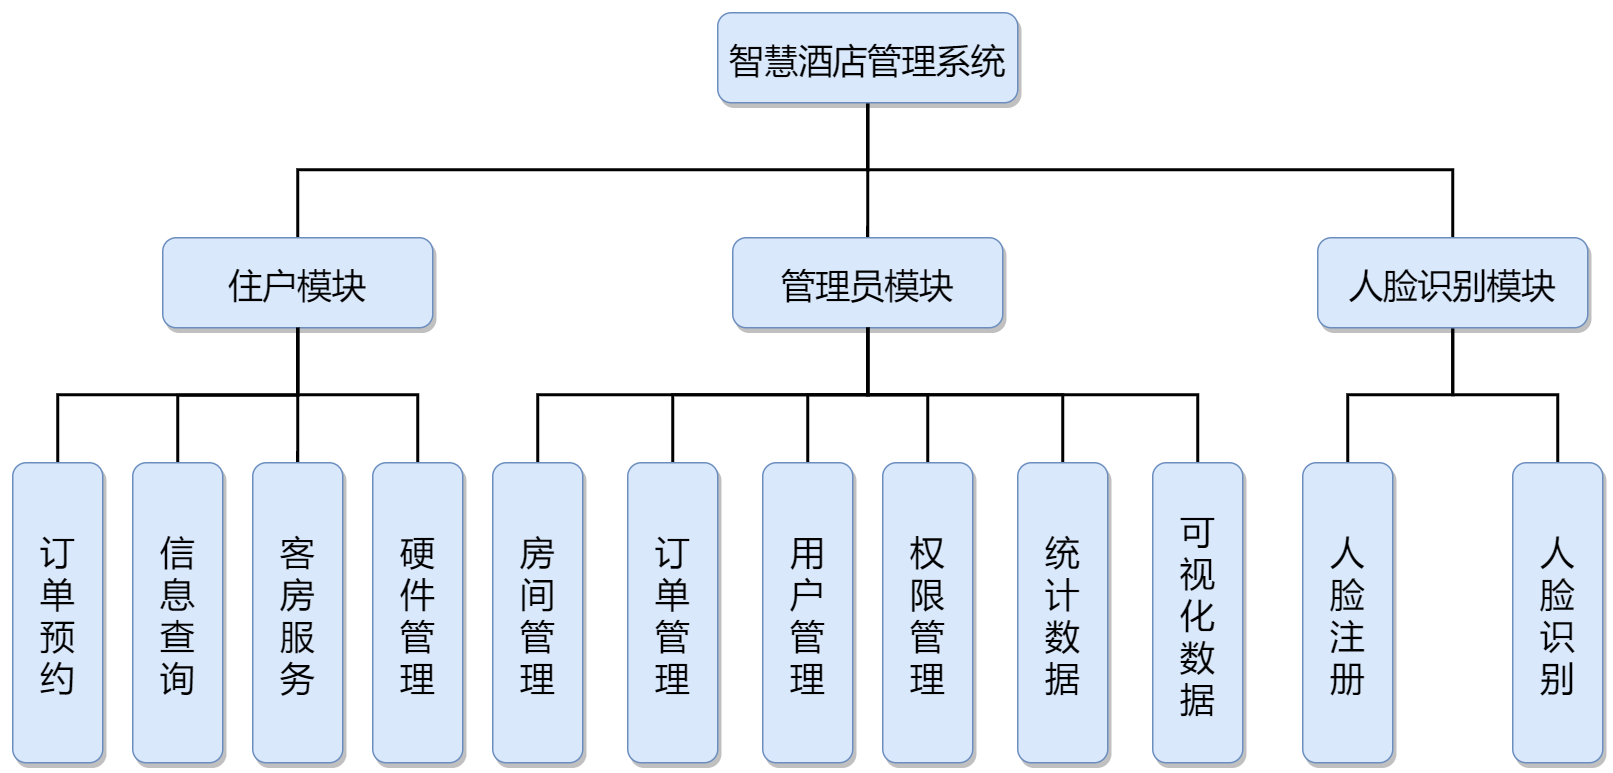 智慧酒店管理系统
住户模块
管理员模块
人脸识别模块
订单预约
信息查询
客房服务
硬件管理
房间管理
订单管理
用户管理
权限管理
统计数据
可视化数据
人脸注册
人脸识别